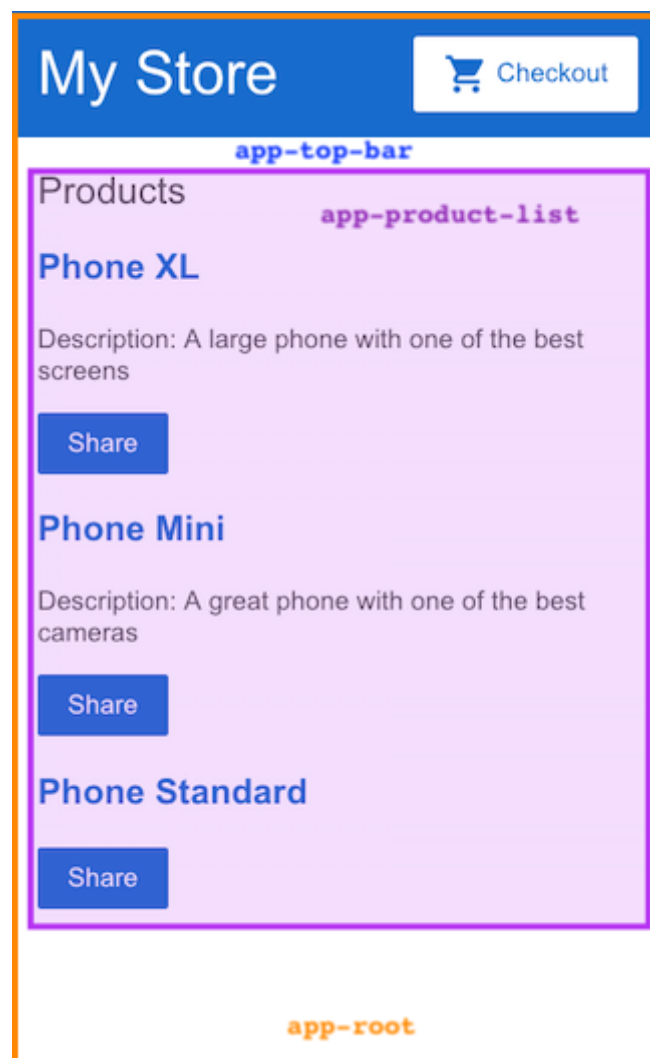 My Store
Checkout
app-top-bar
Products
app-product-list
Phone XL
Description: A large phone with one of the best
screens
Share
Phone Mini
Description: A great phone with one of the best
cameras
Share
Phone Standard
Share
app-root